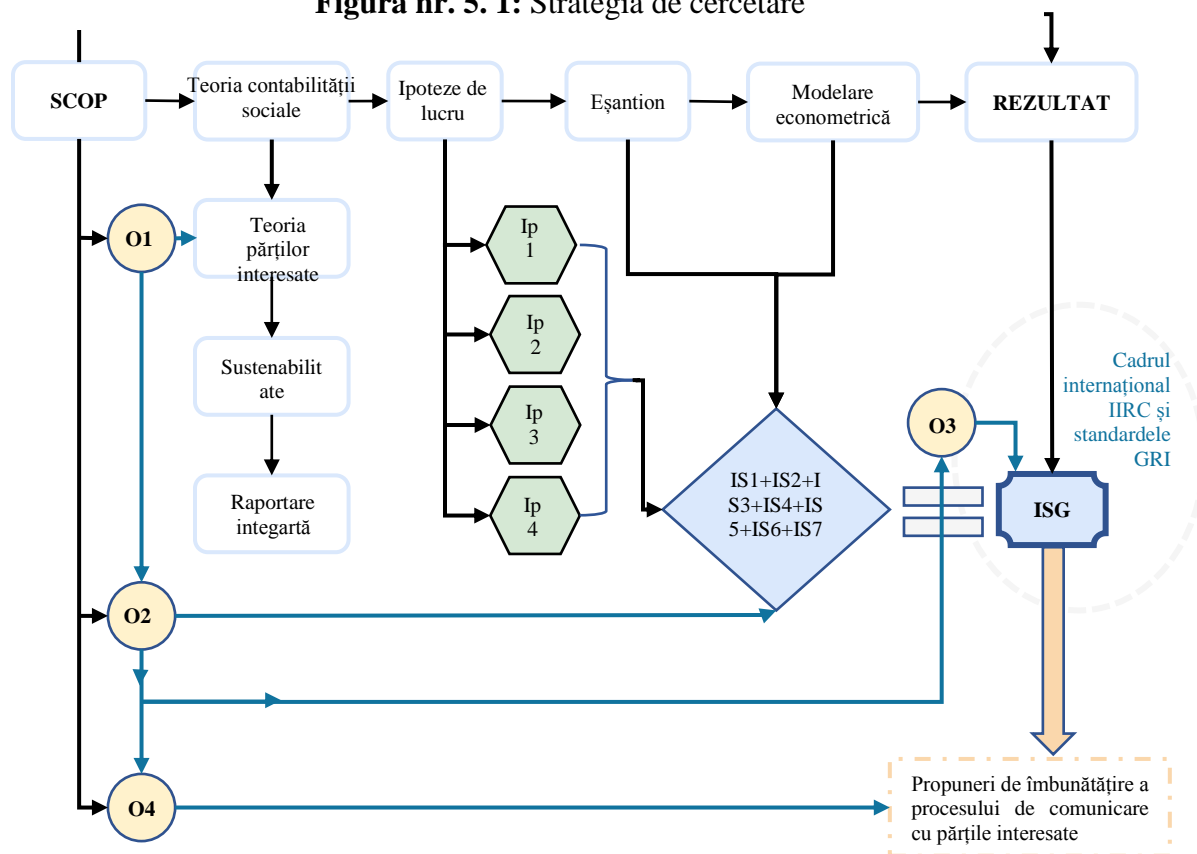 Figura nr. 5. 1: Strategia de cercetare
SCOP
Teoria contabilității
sociale
Ipoteze de
lucru
Eșantion
Modelare
econometrică
REZULTAT
O1
Teoria
părților
interesate
Ip
1
Ip
2
Sustenabilit
ate
Ip
3
Raportare
integartă
Ip
4
IS1+IS2+I
S3+IS4+IS
5+IS6+IS7
O3
Cadrul
internațional
IIRC și
standardele
GRI
ISG
O2
O4
Propuneri de îmbunătățire a
procesului de comunicare
cu părțile interesate